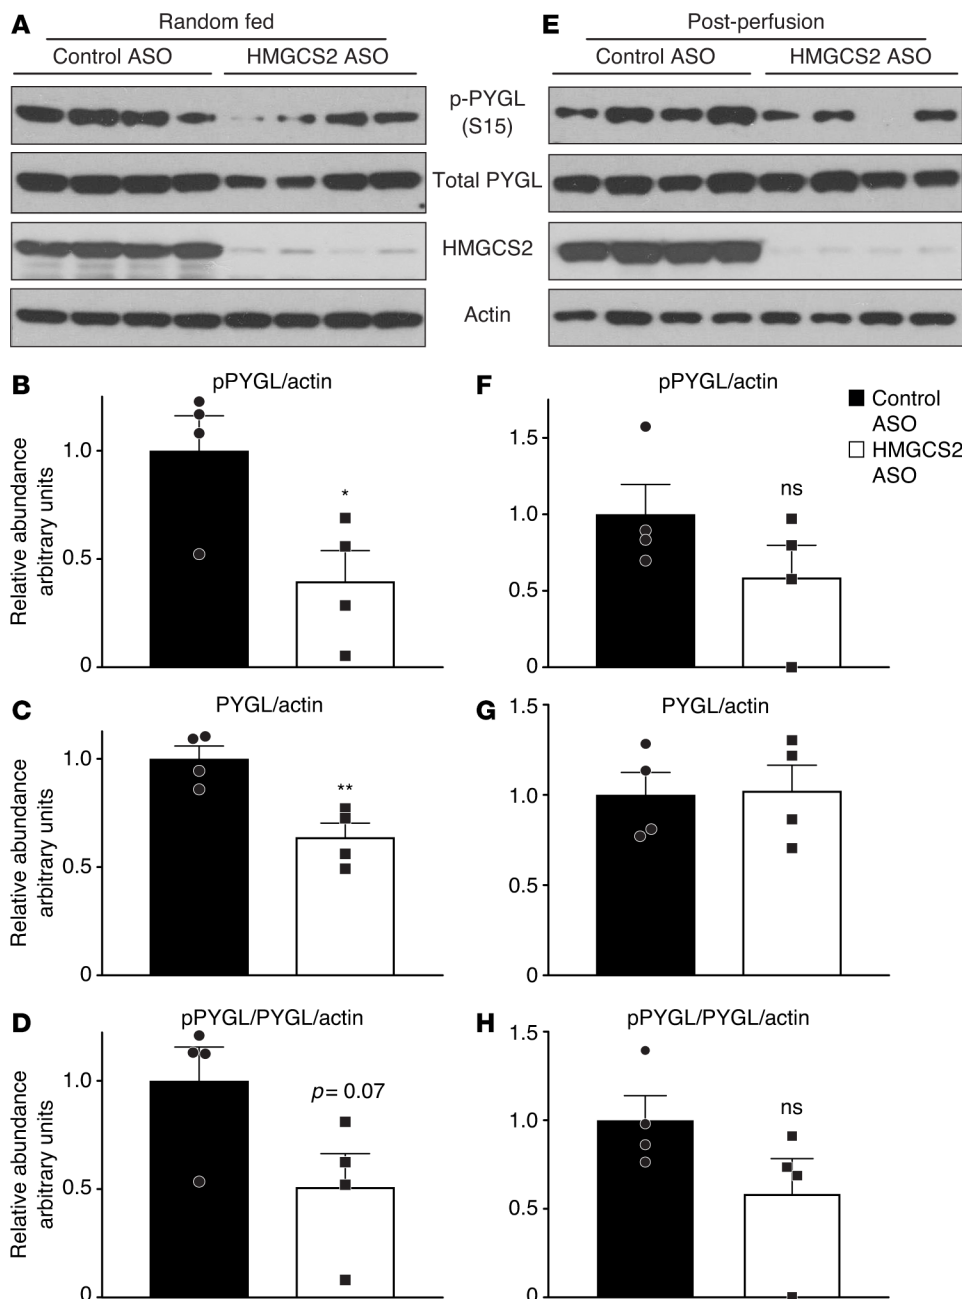 A
Random fed
Control ASO
HMGCS2 ASO
E
Post-perfusion
Control ASO
HMGCS2 ASO
p-PYGL
(S15)
Total PYGL
HMGCS2
Actin
B
pPYGL/actin
Relative abundance
arbitrary units
1.0
0.5
0
*
F
pPYGL/actin
1.5
1.0
0.5
0
ns
Control
ASO
HMGCS2
ASO
C
PYGL/actin
Relative abundance
arbitrary units
1.0
0.5
0
**
G
PYGL/actin
1.5
1.0
0.5
0
D
pPYGL/PYGL/actin
Relative abundance
arbitrary units
1.0
0.5
0
p= 0.07
H
pPYGL/PYGL/actin
1.5
1.0
0.5
0
ns